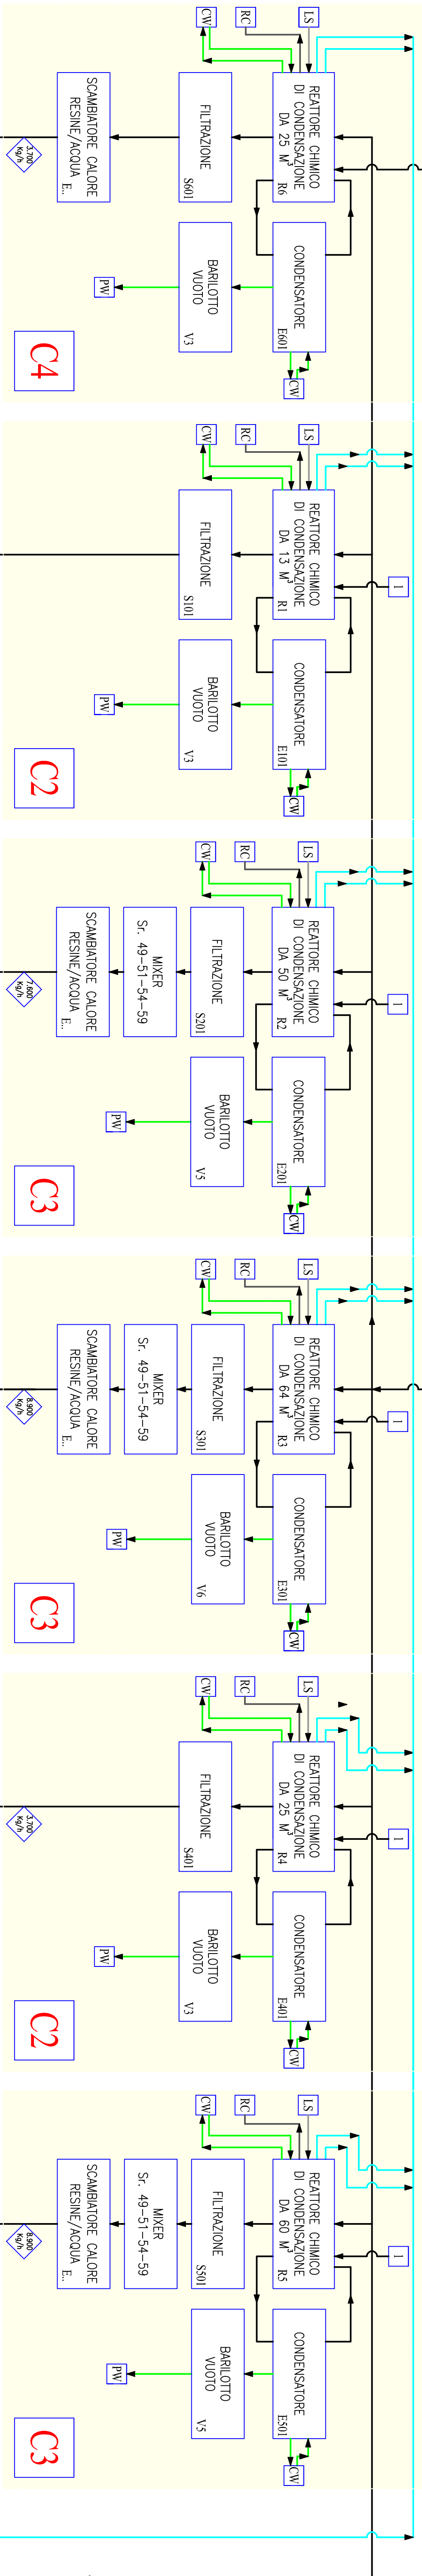 CW
RC
LS
REATTORE CHIMICO
DI CONDENSAZIONE
DA 25 M³
R6
FILTRAZIONE
S601
SCAMBIATORE CALORE
RESINE/ACQUA
E..
3.700
Kg/h
CONDENSATORE
E601
CW
BARILOTTO
VUOTO
V3
PW
C4
CW
RC
LS
REATTORE CHIMICO
DI CONDENSAZIONE
DA 13 M³
R1
1
FILTRAZIONE
S101
CONDENSATORE
E101
CW
BARILOTTO
VUOTO
V3
PW
C2
CW
RC
LS
REATTORE CHIMICO
DI CONDENSAZIONE
DA 50 M³
R2
1
FILTRAZIONE
S201
MIXER
Sr. 49-51-54-59
SCAMBIATORE CALORE
RESINE/ACQUA
E..
7.800
Kg/h
CONDENSATORE
E201
CW
BARILOTTO
VUOTO
V5
PW
C3
CW
RC
LS
REATTORE CHIMICO
DI CONDENSAZIONE
DA 64 M³
R3
1
FILTRAZIONE
S301
MIXER
Sr. 49-51-54-59
SCAMBIATORE CALORE
RESINE/ACQUA
E..
8.900
Kg/h
CONDENSATORE
E301
CW
BARILOTTO
VUOTO
V6
PW
C3
CW
RC
LS
REATTORE CHIMICO
DI CONDENSAZIONE
DA 25 M³
R4
1
FILTRAZIONE
S401
3.700
Kg/h
CONDENSATORE
E401
CW
BARILOTTO
VUOTO
V3
PW
C2
CW
RC
LS
REATTORE CHIMICO
DI CONDENSAZIONE
DA 60 M³
R5
1
FILTRAZIONE
S501
MIXER
Sr. 49-51-54-59
SCAMBIATORE CALORE
RESINE/ACQUA
E..
8.900
Kg/h
CONDENSATORE
E501
CW
BARILOTTO
VUOTO
V5
PW
C3